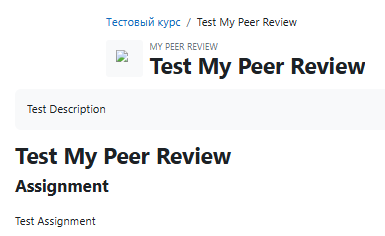 Тестовый курс / Test My Peer Review
MY PEER REVIEW
Test My Peer Review
Test Description
Test My Peer Review
Assignment
Test Assignment